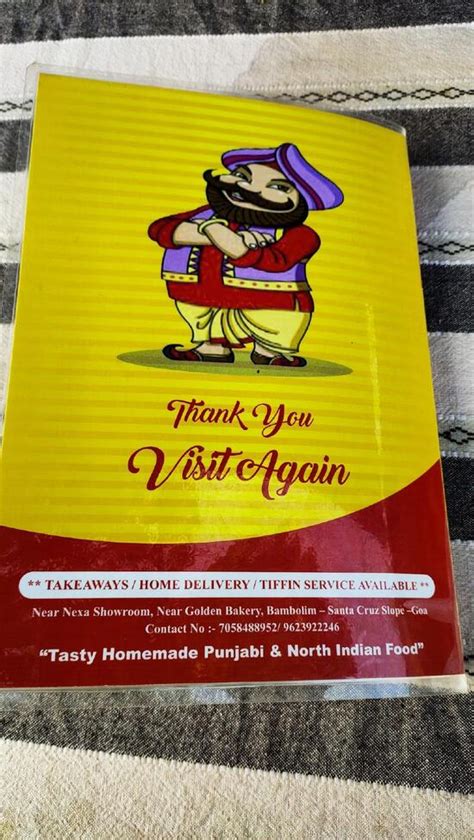 Thank You
Visit Again
** TAKEAWAYS / HOME DELIVERY / TIFFIN SERVICE AVAILABLE **
Near Nexa Showroom, Near Golden Bakery, Bambolim – Santa Cruz Slope –Goa
Contact No :- 7058488952/ 9623922246
“Tasty Homemade Punjabi & North Indian Food”